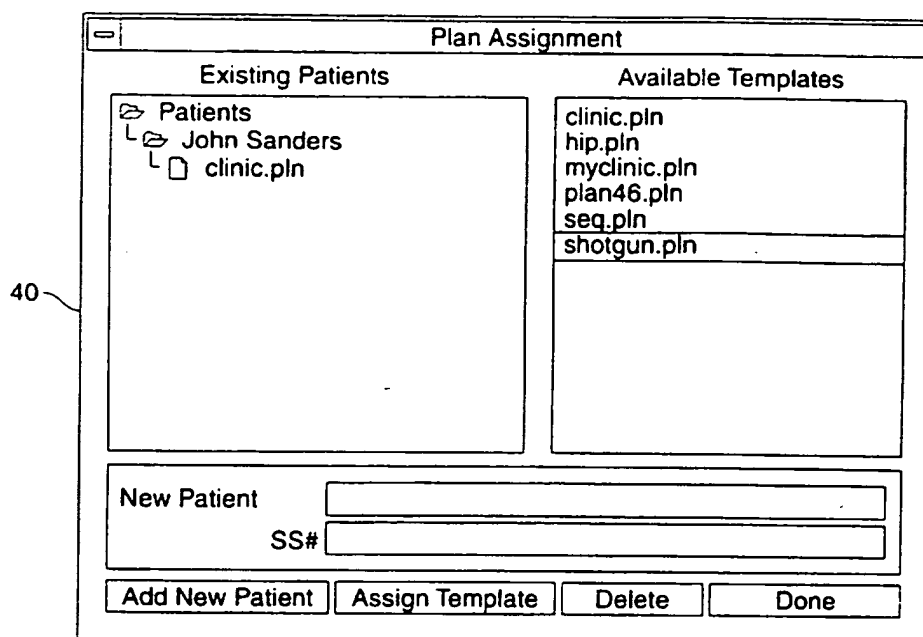 Plan Assignment
Existing Patients
Patients
John Sanders
clinic.pln
Available Templates
clinic.pln
hip.pln
myclinic.pln
plan46.pln
seq.pln
shotgun.pln
40
New Patient
SS#
Add New Patient
Assign Template
Delete
Done